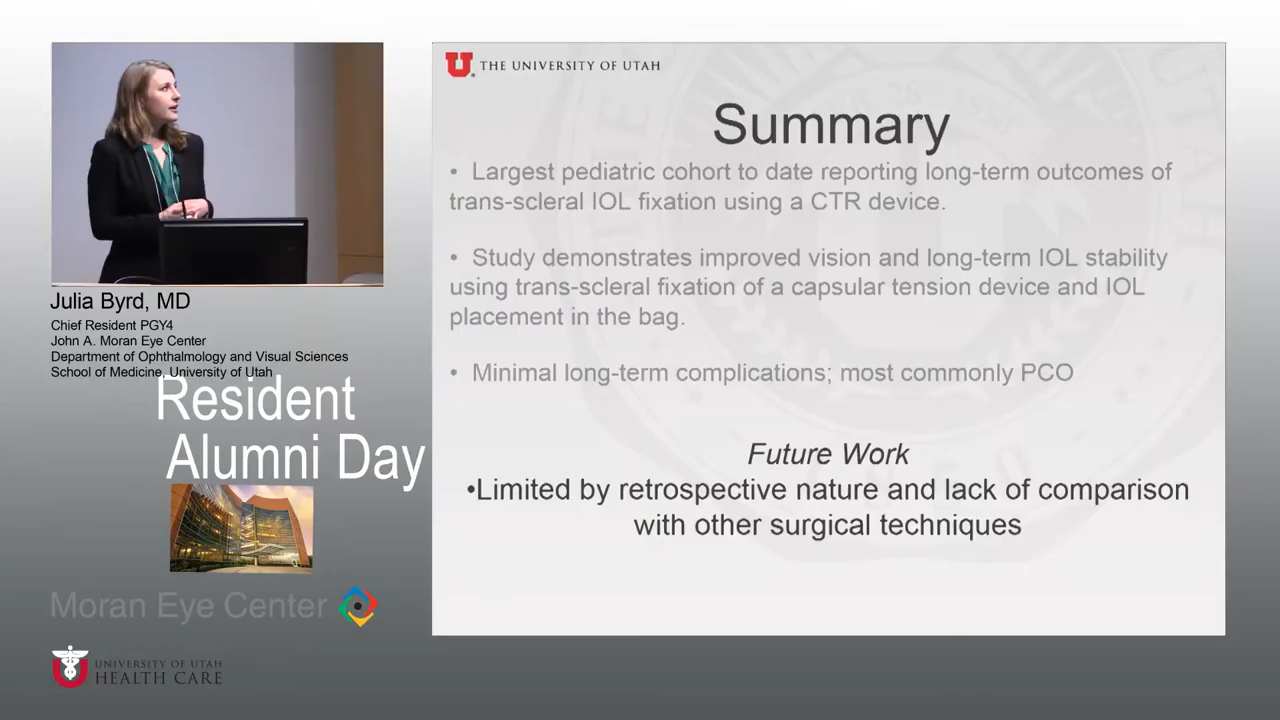 Julia Byrd, MD
Chief Resident PGY4
John A. Moran Eye Center
Department of Ophthalmology and Visual Sciences
School of Medicine, University of Utah
Resident
Alumni Day
Moran Eye Center
UNIVERSITY OF UTAH
HEALTH CARE
THE UNIVERSITY OF UTAH
Summary
• Largest pediatric cohort to date reporting long-term outcomes of
trans-scleral IOL fixation using a CTR device.
• Study demonstrates improved vision and long-term IOL stability
using trans-scleral fixation of a capsular tension device and IOL
placement in the bag.
• Minimal long-term complications; most commonly PCO
Future Work
•Limited by retrospective nature and lack of comparison
with other surgical techniques